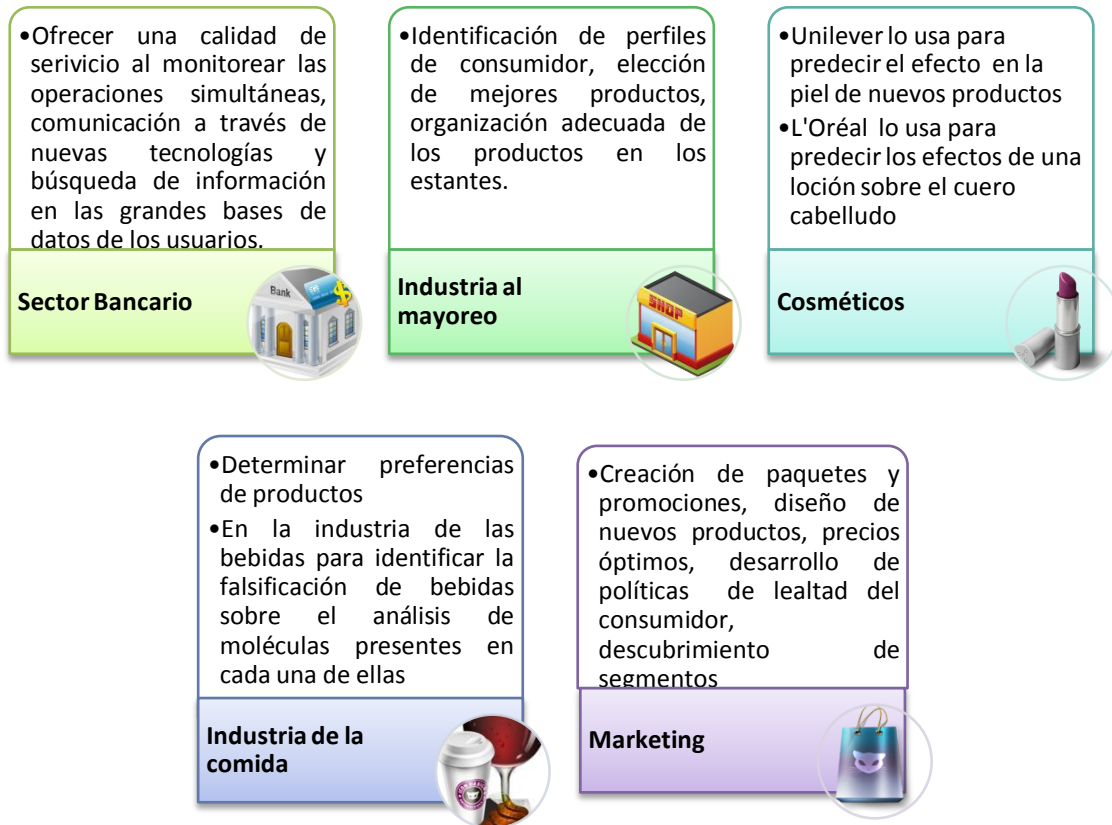 •Ofrecer una calidad de
serivicio al monitorear las
operaciones simultáneas,
comunicación a través de
nuevas tecnologías y
búsqueda de información
en las grandes bases de
datos de los usuarios.
Sector Bancario
Bank
•Identificación de perfiles
de consumidor, elección
de mejores productos,
organización adecuada de
los productos en los
estantes.
Industria al
mayoreo
SHOP
•Unilever lo usa para
predecir el efecto en la
piel de nuevos productos
•L'Oréal lo usa para
predecir los efectos de una
loción sobre el cuero
cabelludo
Cosméticos
•Determinar preferencias
de productos
•En la industria de las
bebidas para identificar la
falsificación de bebidas
sobre el análisis de
moléculas presentes en
cada una de ellas
Industria de la
comida
•Creación de paquetes y
promociones, diseño de
nuevos productos, precios
óptimos, desarrollo de
políticas de lealtad del
consumidor,
descubrimiento de
segmentos
Marketing